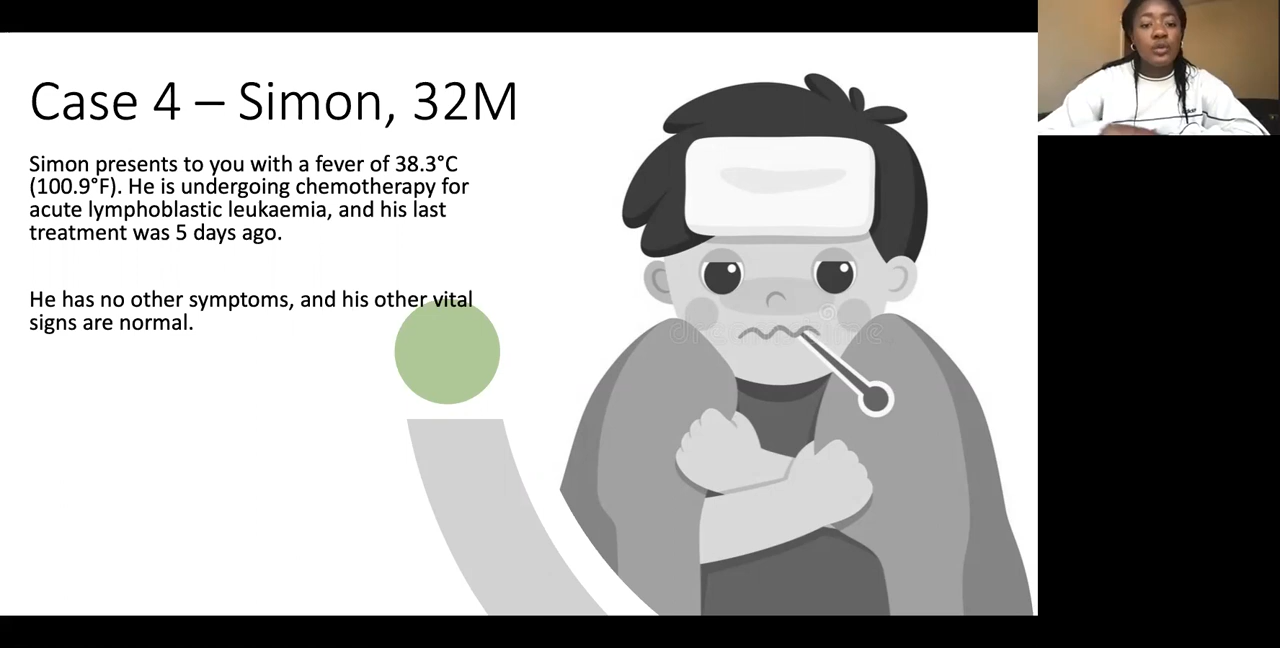 Case 4 – Simon, 32M
Simon presents to you with a fever of 38.3°C
(100.9°F). He is undergoing chemotherapy for
acute lymphoblastic leukaemia, and his last
treatment was 5 days ago.
He has no other symptoms, and his other vital
signs are normal.
dreamstime